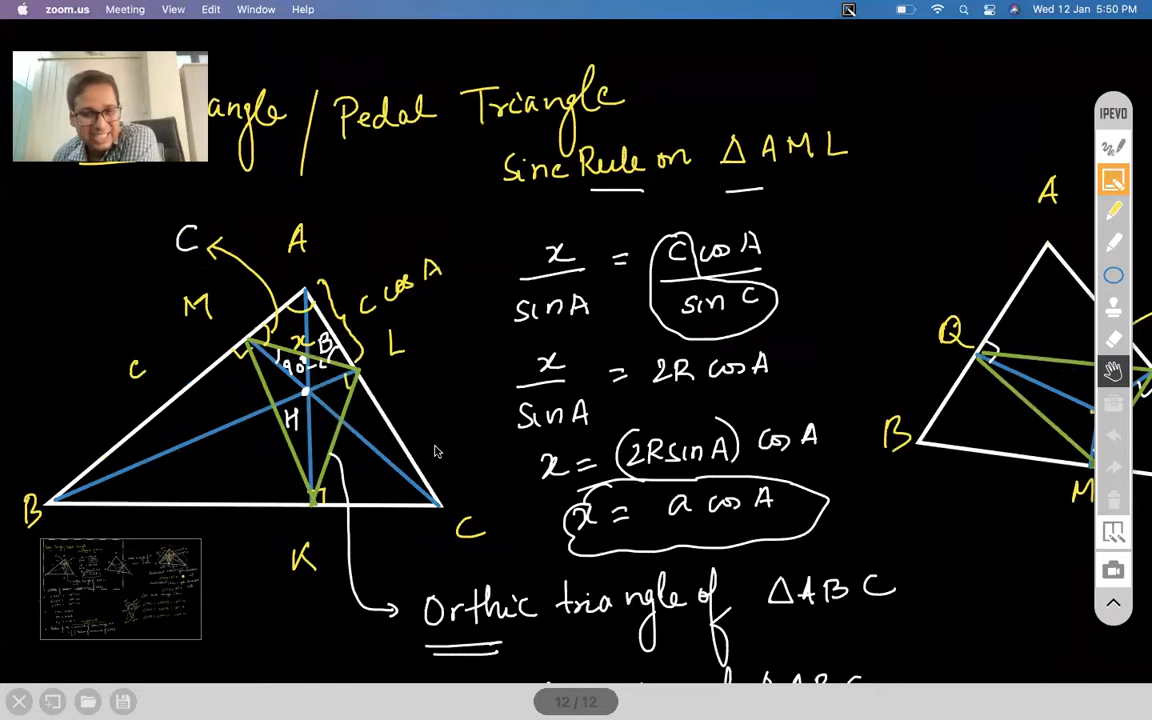 zoom.us Meeting View Edit Window Help Wed 12 Jan 5:50 PM
angle / Pedal Triangle
Sine Rule on Δ AML
IPEVO
C
A
M
c cos A
L
x
B
90-C
c
H
B
C
K
x / sin A = c cos A / sin C
x / sin A = 2R cos A
x = (2R sin A) cos A
x = a cos A
Orthic triangle of Δ ABC
A
Q
B
M
12 / 12